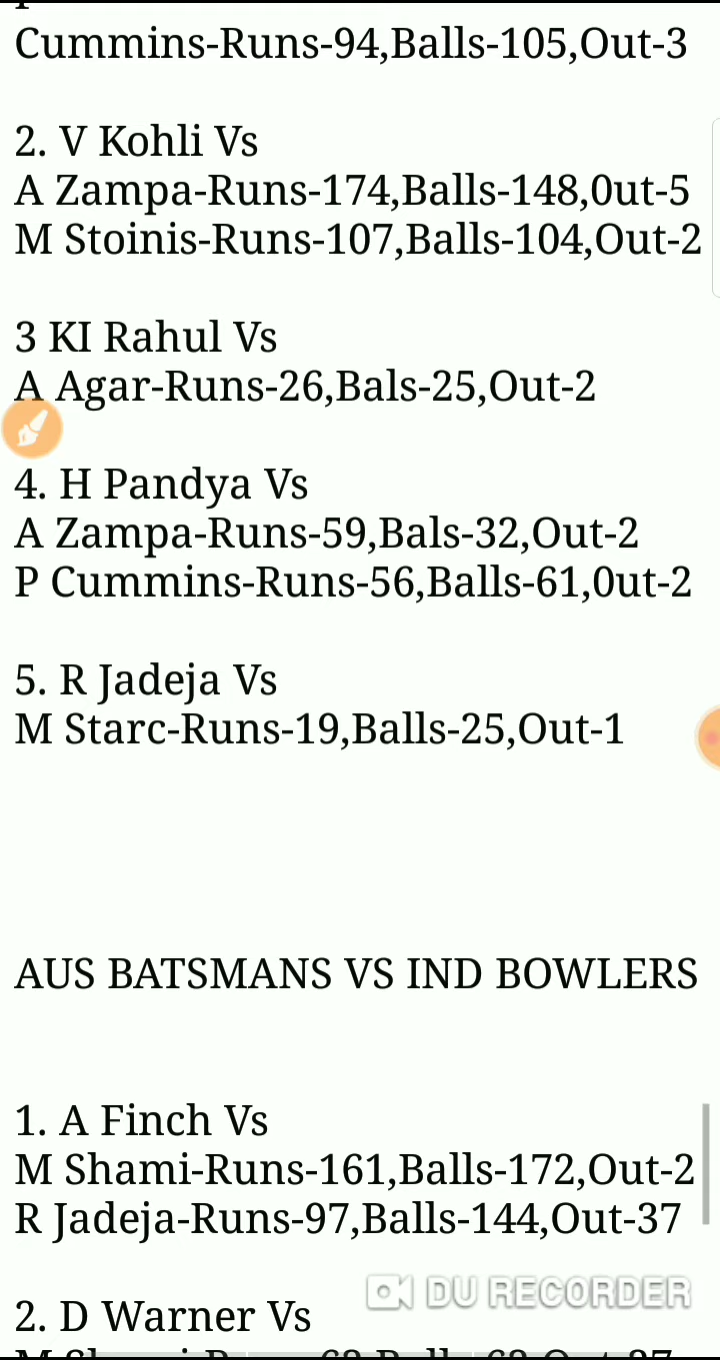 Cummins-Runs-94,Balls-105,Out-3
2. V Kohli Vs
A Zampa-Runs-174,Balls-148,0ut-5
M Stoinis-Runs-107,Balls-104,Out-2
3 KI Rahul Vs
A Agar-Runs-26,Bals-25,Out-2
4. H Pandya Vs
A Zampa-Runs-59,Bals-32,Out-2
P Cummins-Runs-56,Balls-61,0ut-2
5. R Jadeja Vs
M Starc-Runs-19,Balls-25,Out-1
AUS BATSMANS VS IND BOWLERS
1. A Finch Vs
M Shami-Runs-161,Balls-172,Out-2
R Jadeja-Runs-97,Balls-144,Out-37
DU RECORDER
2. D Warner Vs